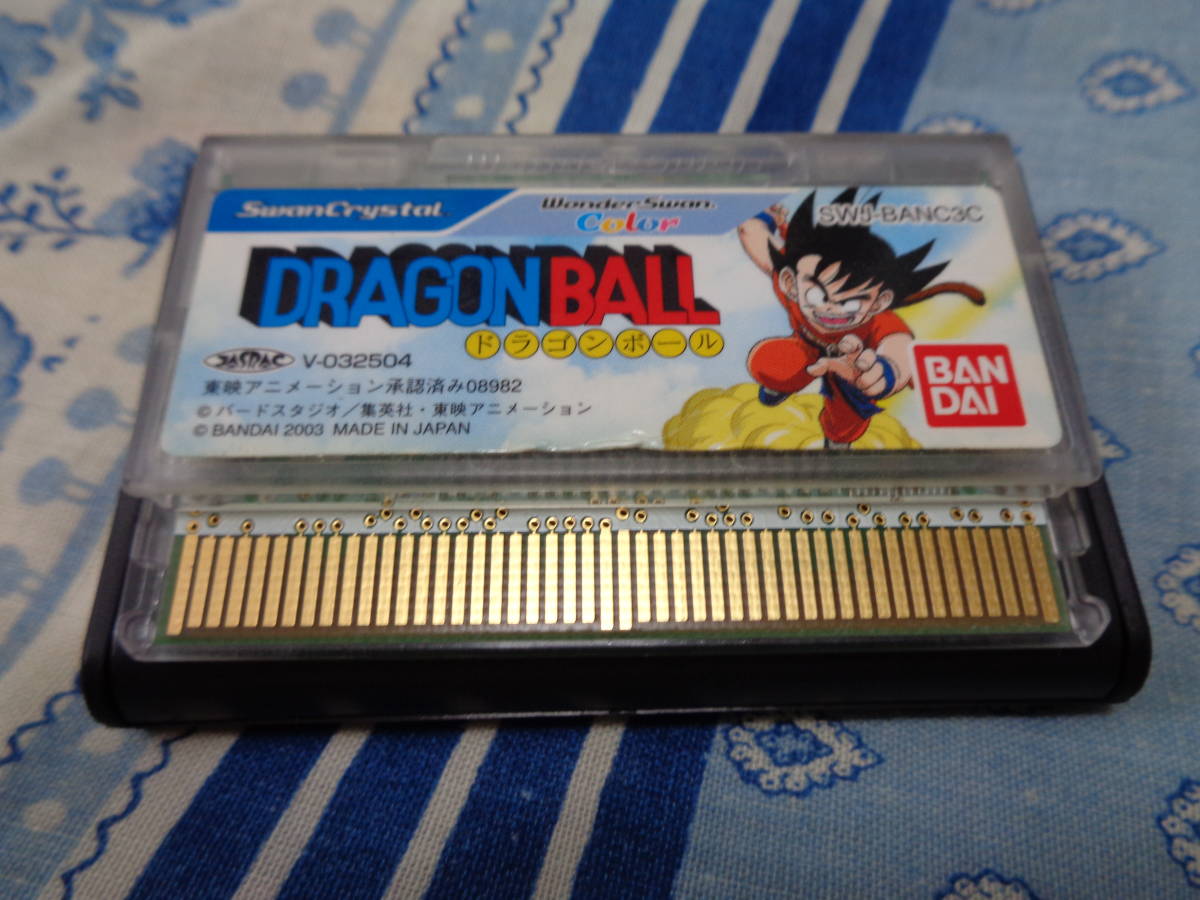 SwanCrystal
WonderSwan
Color
SWJ-BANC3C
DRAGON BALL
ドラゴンボール
JASRAC V-032504
東映アニメーション承認済み08982
©バードスタジオ/集英社・東映アニメーション
© BANDAI 2003 MADE IN JAPAN
BAN
DAI